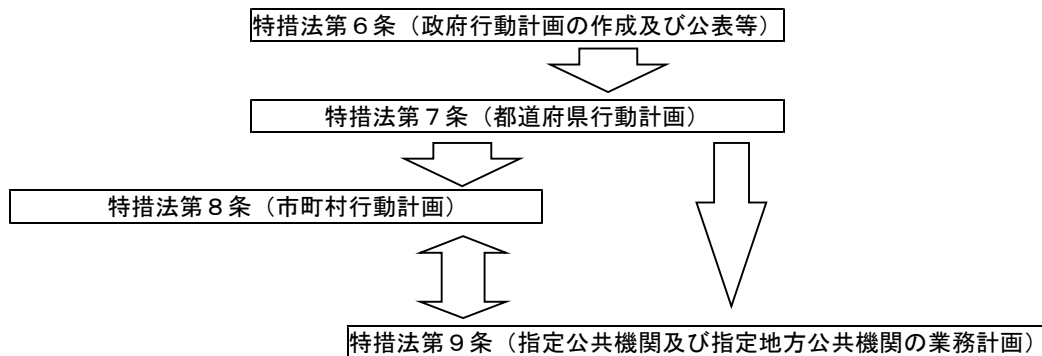 特措法第６条（政府行動計画の作成及び公表等）
特措法第７条（都道府県行動計画）
特措法第８条（市町村行動計画）
特措法第９条（指定公共機関及び指定地方公共機関の業務計画）